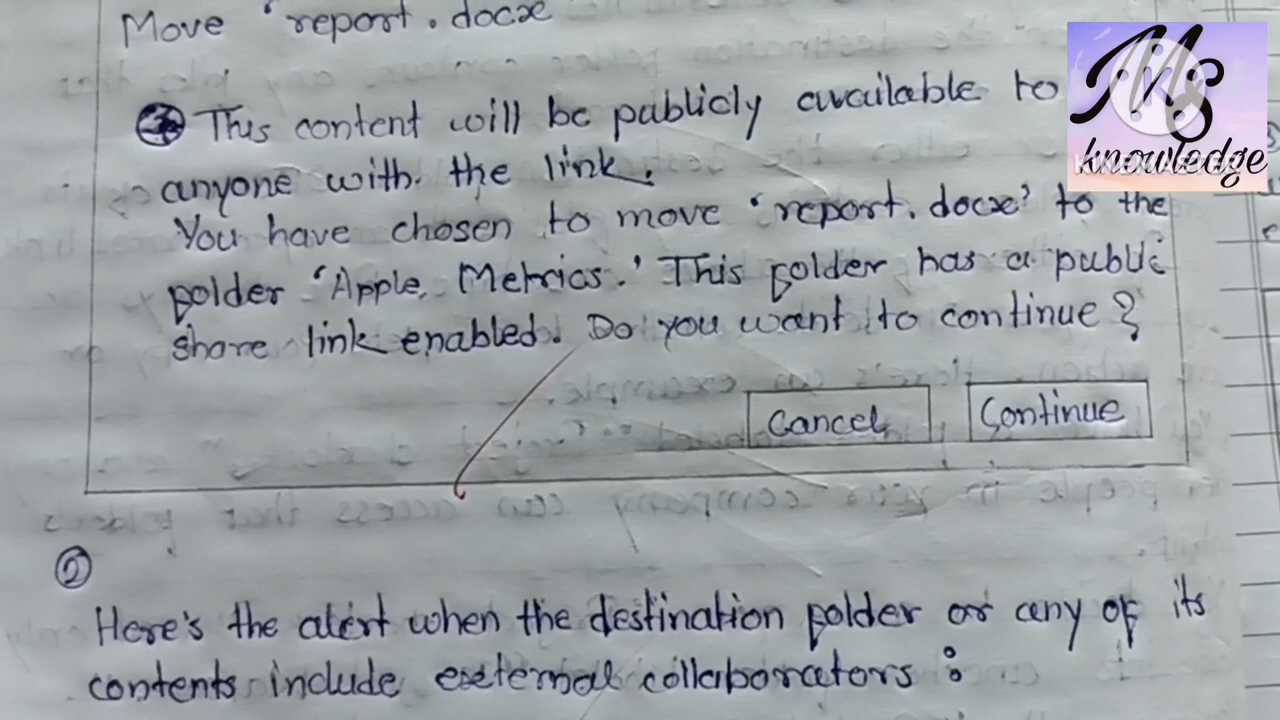 Move 'report.docx
This content will be publicly available to
anyone with the link.
You have chosen to move 'report.docx' to the
folder 'Apple Metrics.' This folder has a public
share link enabled. Do you want to continue?
Cancel Continue
2
Here's the alert when the destination folder or any of its
contents include external collaborators :
MS
knowledge